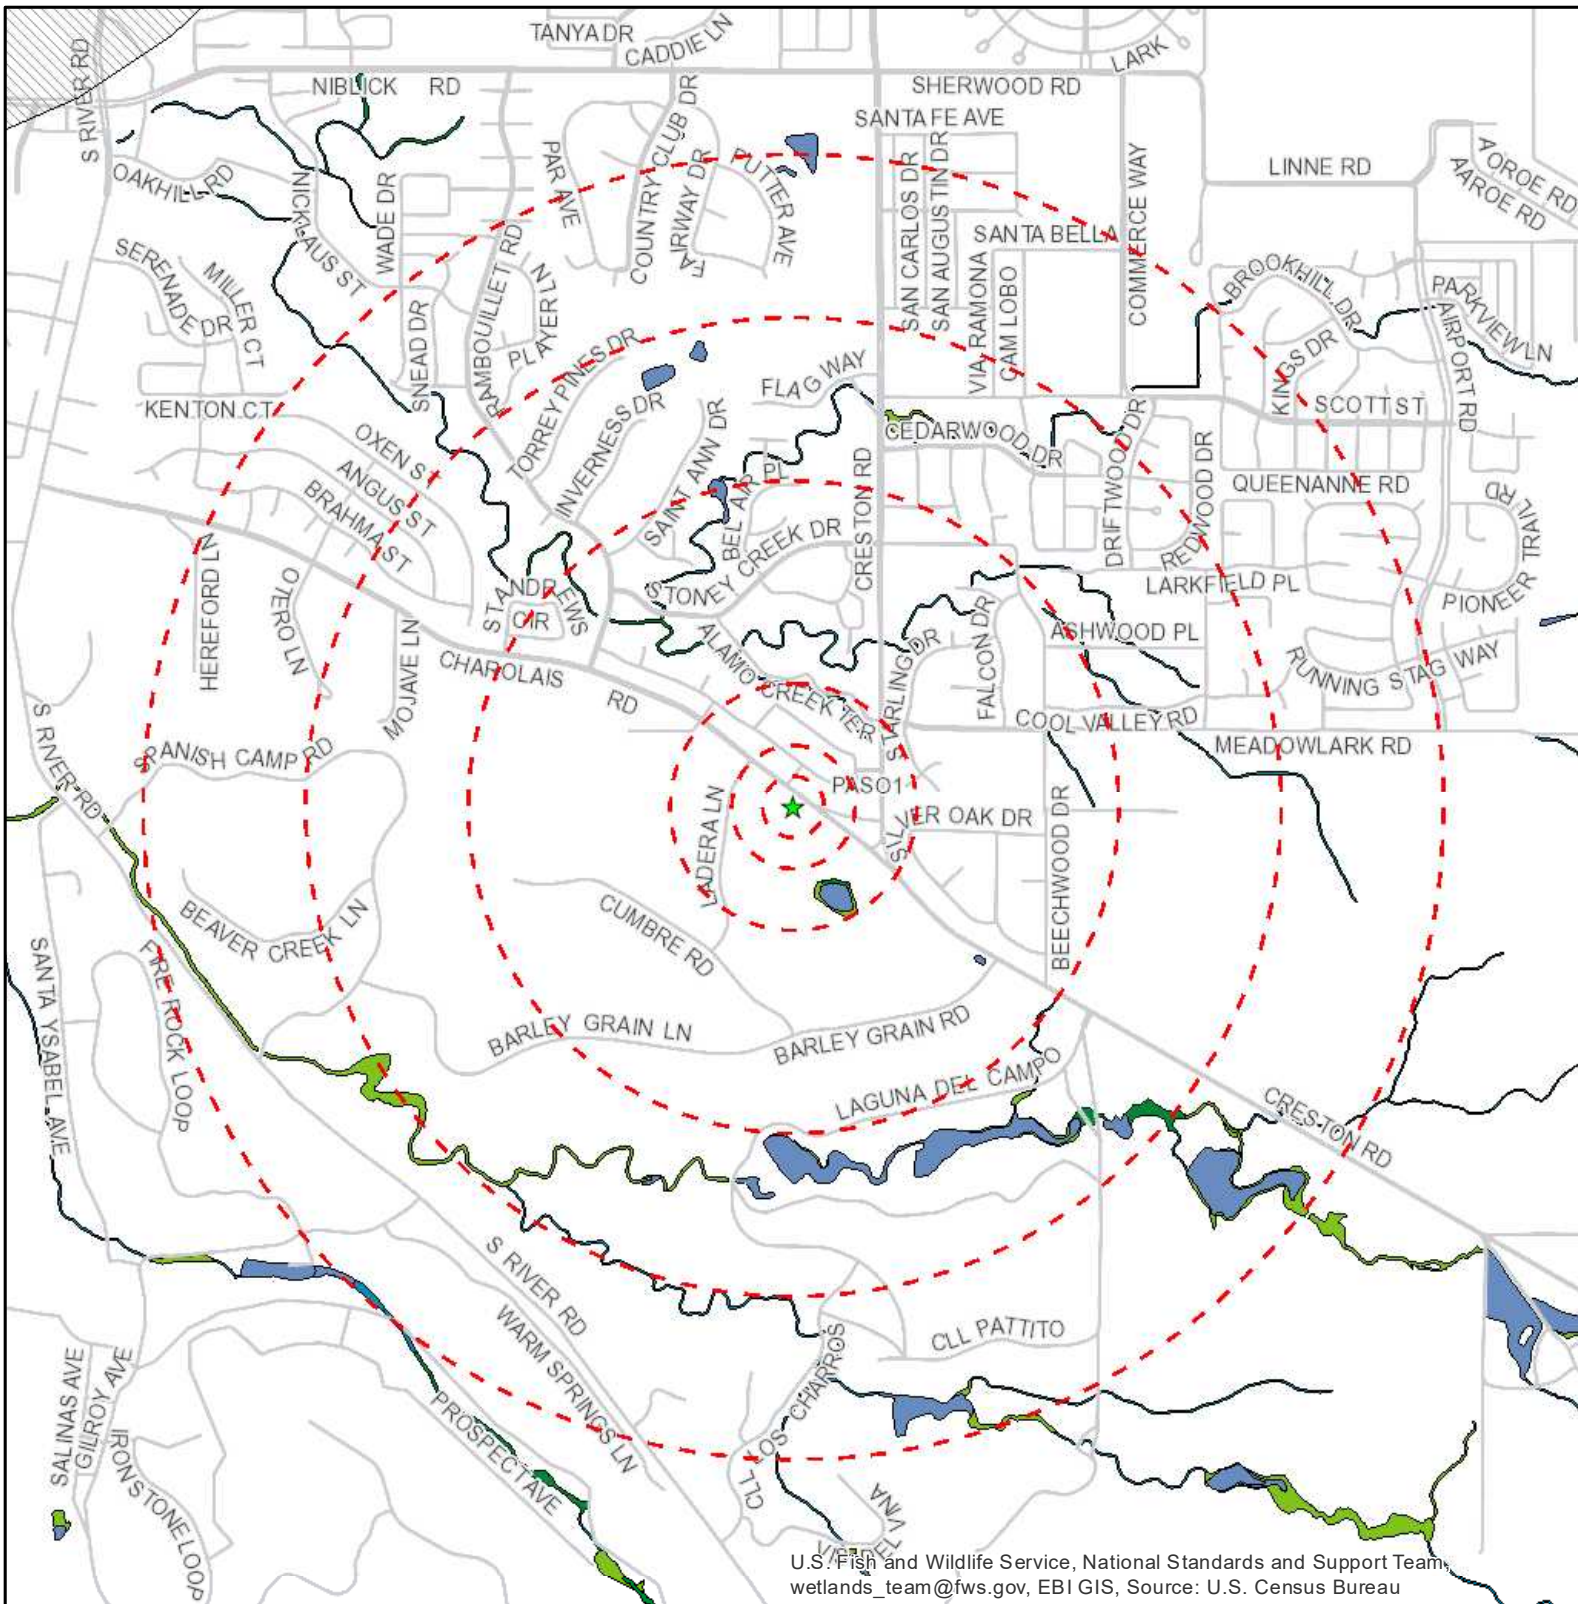 TANYA DR
CADDIE LN
LARK
S RIVER RD
NIBLICK RD
SHERWOOD RD
SANTA FE AVE
OAKHILL RD
NICKLAUS ST
WADE DR
PAR AVE
COUNTRY CLUB DR
FAIRWAY DR
PUTTER AVE
SAN CARLOS DR
SAN AUGUSTIN DR
COMMERCE WAY
LINNE RD
AOROE RD
AAROE RD
SANTA BELLA
SERENADE DR
MILLER CT
SNEAD DR
RAMBOUILLET RD
PLAYER LN
VIA RAMONA
CAM LOBO
BROOKHILL DR
KINGS DR
PARKVIEW LN
AIRPORT RD
TORREY PINES DR
INVERNESS DR
SAINT ANN DR
FLAG WAY
KENTON CT
OXEN ST
ANGUS ST
BRAHMA ST
BEL AIR PL
CRESTON RD
CEDARWOOD DR
DRIFTWOOD DR
REDWOOD DR
SCOTT ST
QUEENANNE RD
PIONEER TRAIL RD
HEREFORD LN
OTERO LN
MOJAVE LN
ST ANDREWS CIR
STONEY CREEK DR
LARKFIELD PL
ASHWOOD PL
RUNNING STAG WAY
CHAROLAIS RD
ALAMO CREEK TER
STARLING DR
FALCON DR
COOL VALLEY RD
MEADOWLARK RD
S RIVER RD
SPANISH CAMP RD
LADERA LN
PASO1
SILVER OAK DR
BEECHWOOD DR
BEAVER CREEK LN
CUMBRE RD
SANTA YSABEL AVE
FIRE ROCK LOOP
BARLEY GRAIN LN
BARLEY GRAIN RD
LAGUNA DEL CAMPO
CRESTON RD
S RIVER RD
WARM SPRINGS LN
CLL PATTITO
CLL LOS CHARROS
SALINAS AVE
GILROY AVE
IRONSTONE LOOP
PROSPECT AVE
VISTA DEL VINA
U.S. Fish and Wildlife Service, National Standards and Support Team,
wetlands_team@fws.gov, EBI GIS, Source: U.S. Census Bureau